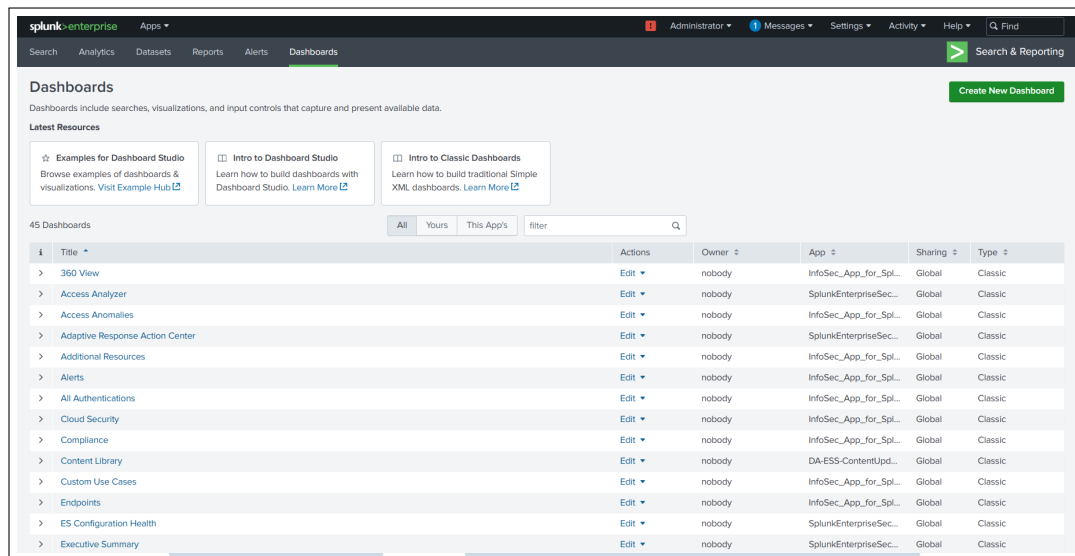 splunk>enterprise Apps ! Administrator 1 Messages Settings Activity Help Find
Search Analytics Datasets Reports Alerts Dashboards > Search & Reporting
Dashboards
Create New Dashboard
Dashboards include searches, visualizations, and input controls that capture and present available data.
Latest Resources
Examples for Dashboard Studio
Browse examples of dashboards &
visualizations. Visit Example Hub
Intro to Dashboard Studio
Learn how to build dashboards with
Dashboard Studio. Learn More
Intro to Classic Dashboards
Learn how to build traditional Simple
XML dashboards. Learn More
45 Dashboards All Yours This App's filter
i Title Actions Owner App Sharing Type
> 360 View Edit nobody InfoSec_App_for_Spl... Global Classic
> Access Analyzer Edit nobody SplunkEnterpriseSec... Global Classic
> Access Anomalies Edit nobody InfoSec_App_for_Spl... Global Classic
> Adaptive Response Action Center Edit nobody SplunkEnterpriseSec... Global Classic
> Additional Resources Edit nobody InfoSec_App_for_Spl... Global Classic
> Alerts Edit nobody InfoSec_App_for_Spl... Global Classic
> All Authentications Edit nobody InfoSec_App_for_Spl... Global Classic
> Cloud Security Edit nobody InfoSec_App_for_Spl... Global Classic
> Compliance Edit nobody InfoSec_App_for_Spl... Global Classic
> Content Library Edit nobody DA-ESS-ContentUpd... Global Classic
> Custom Use Cases Edit nobody InfoSec_App_for_Spl... Global Classic
> Endpoints Edit nobody InfoSec_App_for_Spl... Global Classic
> ES Configuration Health Edit nobody SplunkEnterpriseSec... Global Classic
> Executive Summary Edit nobody SplunkEnterpriseSec... Global Classic